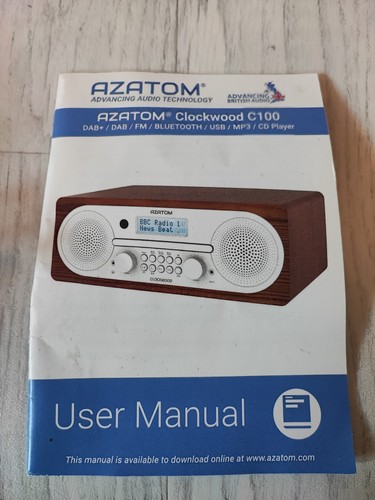 AZATOM®
ADVANCING AUDIO TECHNOLOGY
ADVANCING
BRITISH AUDIO
AZATOM® Clockwood C100
DAB+ / DAB / FM / BLUETOOTH / USB / MP3 / CD Player
AZATOM
BBC Radio 1
News Beat
CLOCKWOOD
User Manual
This manual is available to download online at www.azatom.com